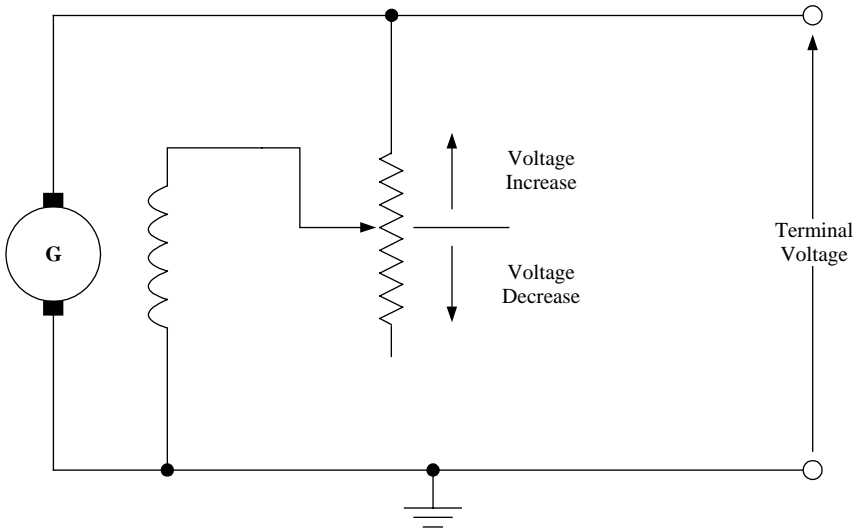 Voltage
Increase
G
Terminal
Voltage
Voltage
Decrease